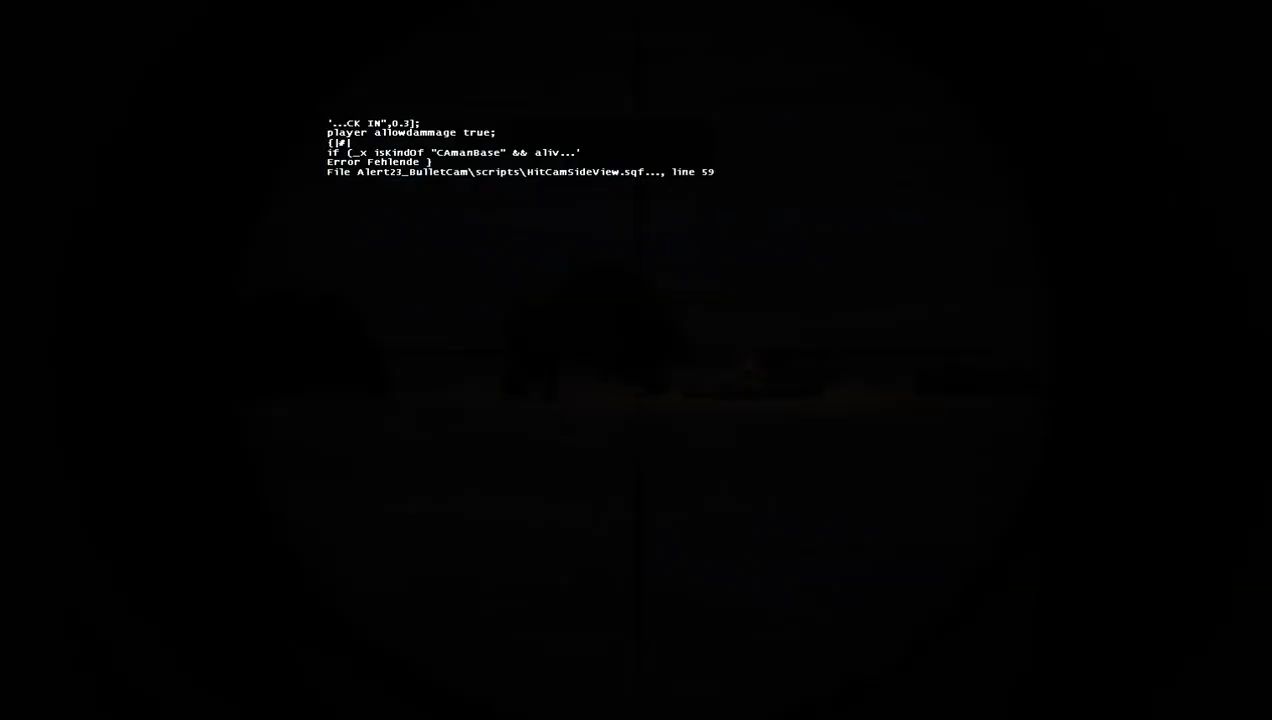 '...CK IN",0.3];
player allowdammage true;
{|#|
if (_x isKindOf "CAmanBase" && aliv...'
Error Fehlende }
File Alert23_BulletCam\scripts\HitCamSideView.sqf..., line 59